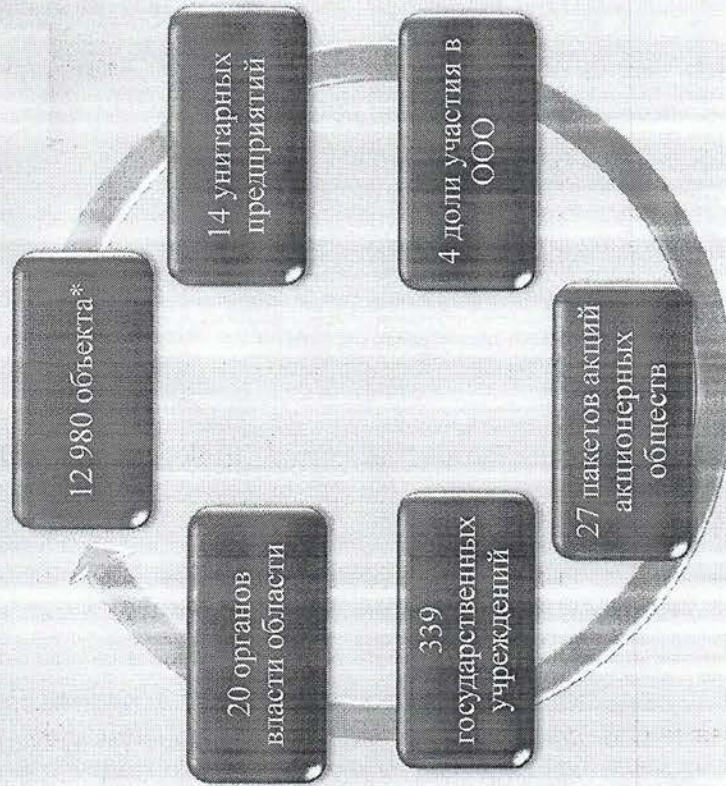 12 980 объекта*
14 унитарных
предприятий
4 доли участия в
ООО
27 пакетов акций
акционерных
обществ
339
государственных
учреждений
20 органов
власти области